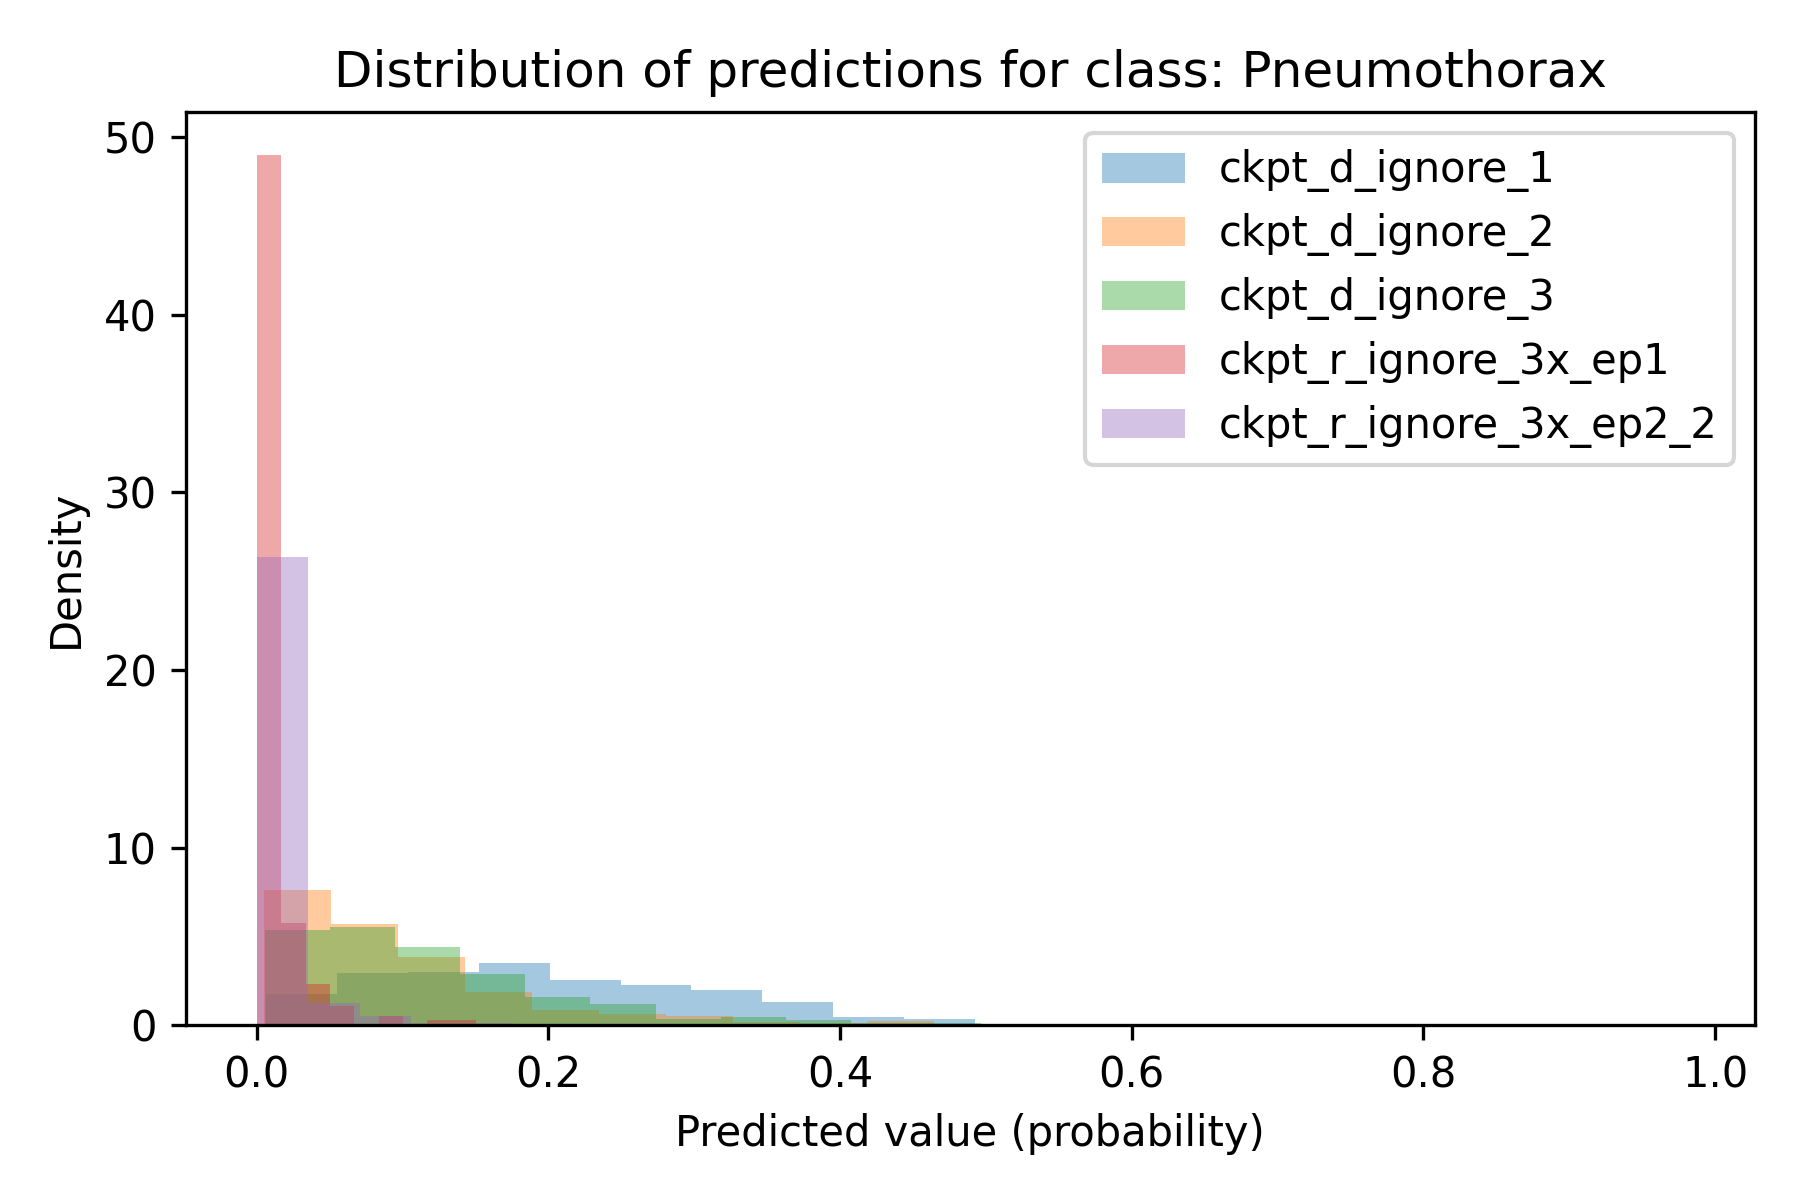 Distribution of predictions for class: Pneumothorax
50
40
30
20
10
0
Density
ckpt_d_ignore_1
ckpt_d_ignore_2
ckpt_d_ignore_3
ckpt_r_ignore_3x_ep1
ckpt_r_ignore_3x_ep2_2
0.0 0.2 0.4 0.6 0.8 1.0
Predicted value (probability)